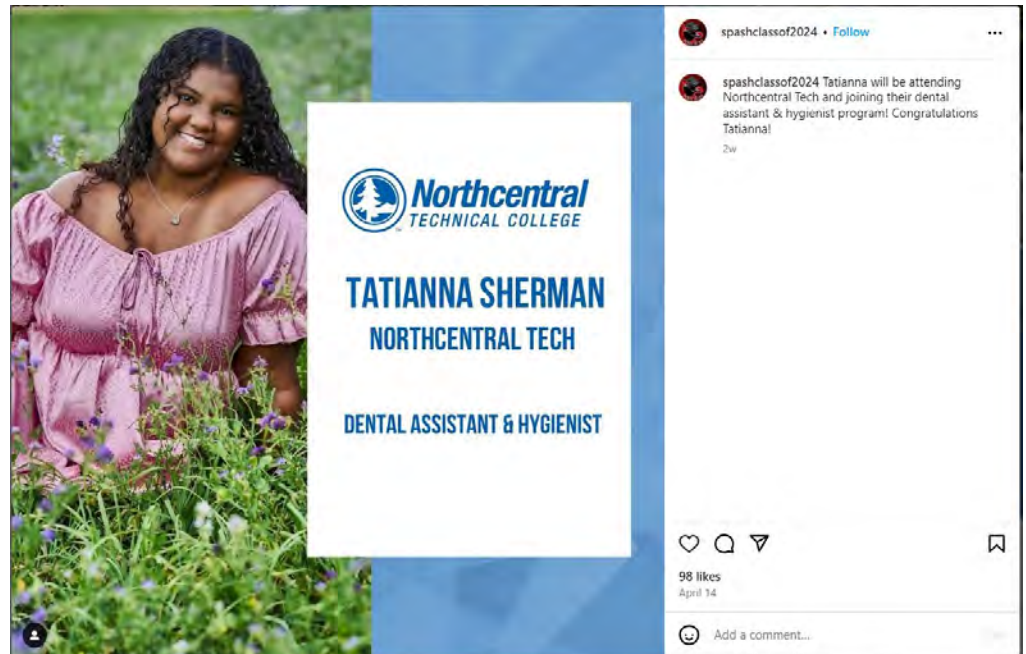 Northcentral
TECHNICAL COLLEGE
TATIANNA SHERMAN
NORTHCENTRAL TECH
DENTAL ASSISTANT & HYGIENIST
spashclassof2024 • Follow
spashclassof2024 Tatianna will be attending
Northcentral Tech and joining their dental
assistant & hygienist program! Congratulations
Tatianna!
2w
98 likes
April 14
Add a comment...